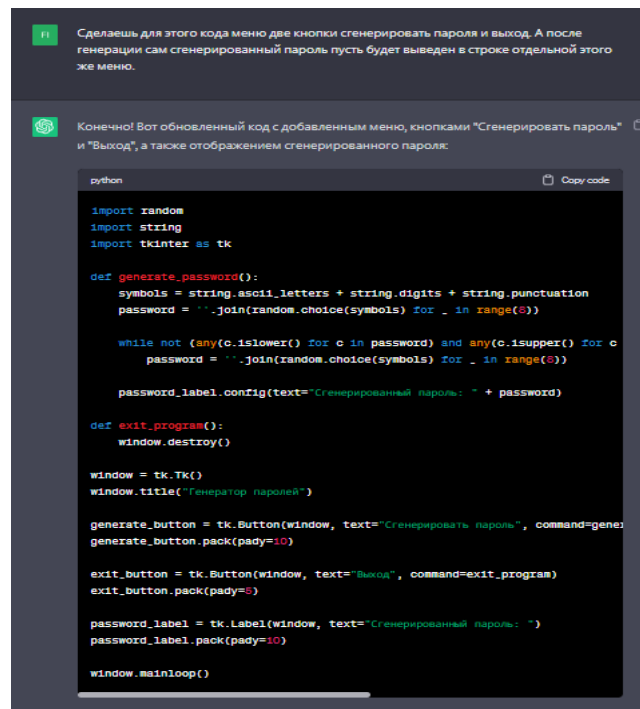 FI
Сделаешь для этого кода меню две кнопки сгенерировать пароля и выход. А после
генерации сам сгенерированный пароль пусть будет выведен в строке отдельной этого
же меню.
Конечно! Вот обновленный код с добавленным меню, кнопками "Сгенерировать пароль"
и "Выход", а также отображением сгенерированного пароля:
python
Copy code
import random
import string
import tkinter as tk
def generate_password():
symbols = string.ascii_letters + string.digits + string.punctuation
password = ''.join(random.choice(symbols) for _ in range(8))
while not (any(c.islower() for c in password) and any(c.isupper() for c
password = ''.join(random.choice(symbols) for _ in range(8))
password_label.config(text="Сгенерированный пароль: " + password)
def exit_program():
window.destroy()
window = tk.Tk()
window.title("Генератор паролей")
generate_button = tk.Button(window, text="Сгенерировать пароль", command=gener
generate_button.pack(pady=10)
exit_button = tk.Button(window, text="Выход", command=exit_program)
exit_button.pack(pady=5)
password_label = tk.Label(window, text="Сгенерированный пароль: ")
password_label.pack(pady=10)
window.mainloop()